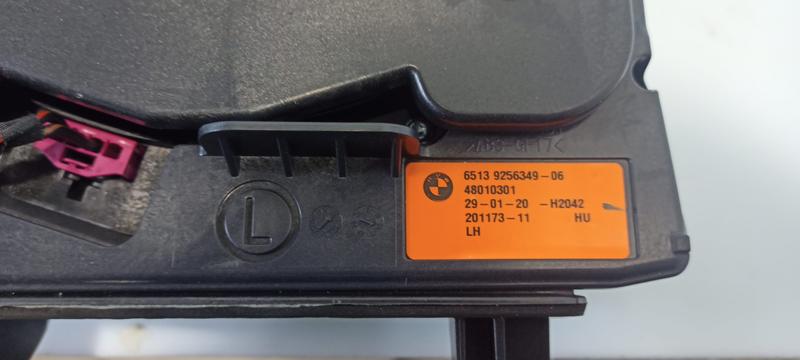 6513 9256349-06
48010301
29-01-20 -H2042
201173-11 HU
LH
L